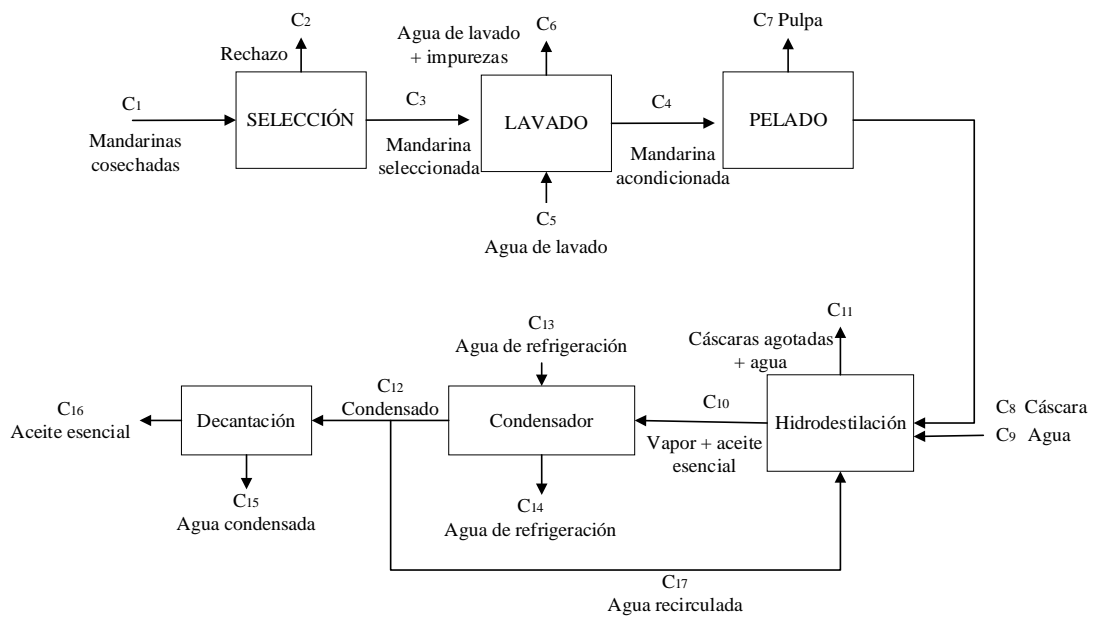 C2
Rechazo
C1
Mandarinas
cosechadas
SELECCIÓN
C3
Mandarina
seleccionada
Agua de lavado
+ impurezas
C6
LAVADO
C5
Agua de lavado
C4
Mandarina
acondicionada
C7 Pulpa
PELADO
C8 Cáscara
C9 Agua
Hidrodestilación
C11
Cáscaras agotadas
+ agua
C10
Vapor + aceite
esencial
C13
Agua de refrigeración
Condensador
C14
Agua de refrigeración
C12
Condensado
Decantación
C16
Aceite esencial
C15
Agua condensada
C17
Agua recirculada